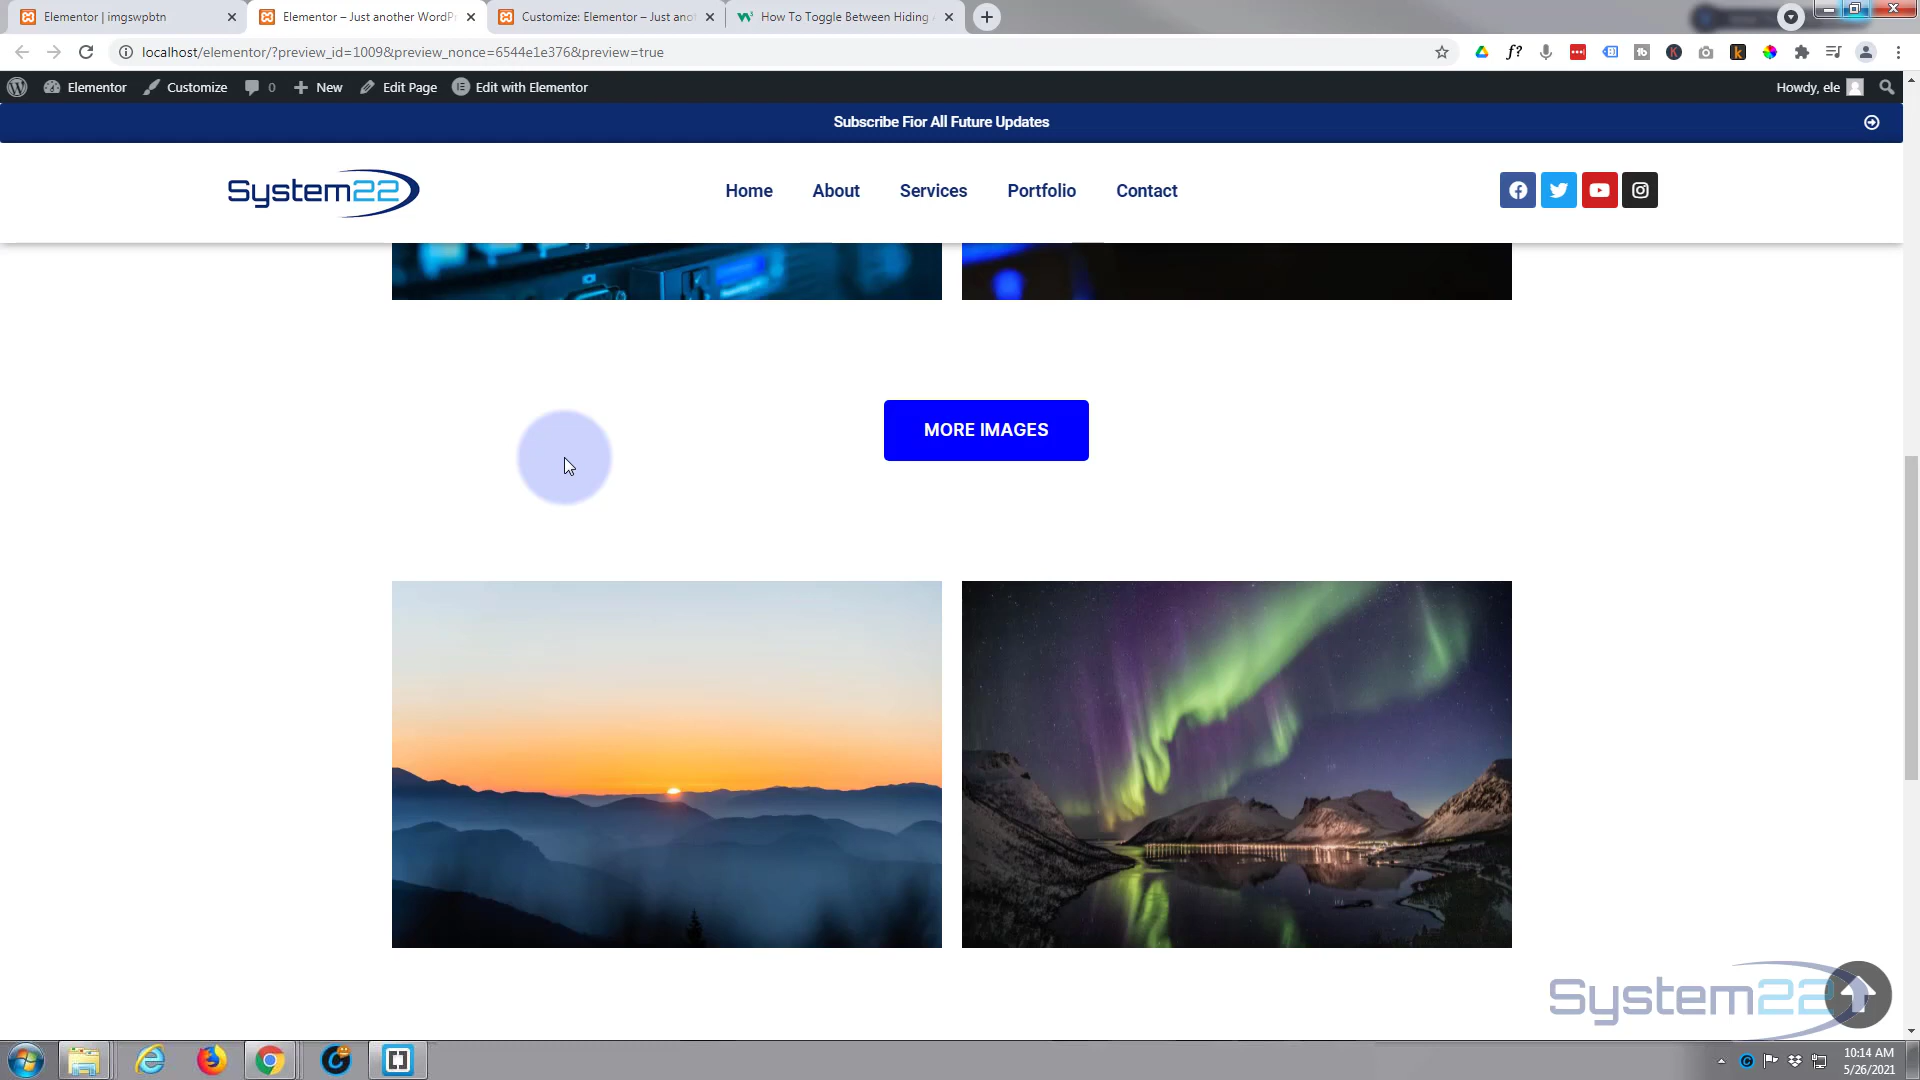 Elementor | imgswpbtn
Elementor – Just another WordPr
Customize: Elementor – Just ano
How To Toggle Between Hiding
localhost/elementor/?preview_id=1009&preview_nonce=6544e1e376&preview=true
Elementor
Customize
0
New
Edit Page
Edit with Elementor
Howdy, ele
Subscribe Fior All Future Updates
System22
Home
About
Services
Portfolio
Contact
MORE IMAGES
System22
10:14 AM
5/26/2021